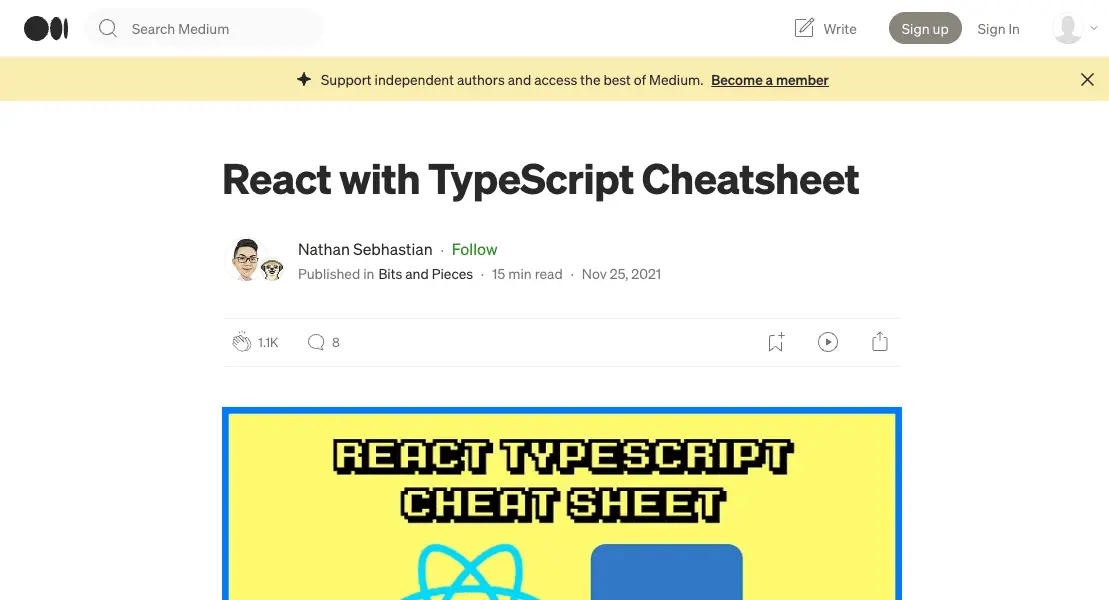 Search Medium
Write
Sign up
Sign In
Support independent authors and access the best of Medium. Become a member
React with TypeScript Cheatsheet
Nathan Sebhastian · Follow
Published in Bits and Pieces · 15 min read · Nov 25, 2021
1.1K
8
REACT TYPESCRIPT
CHEAT SHEET